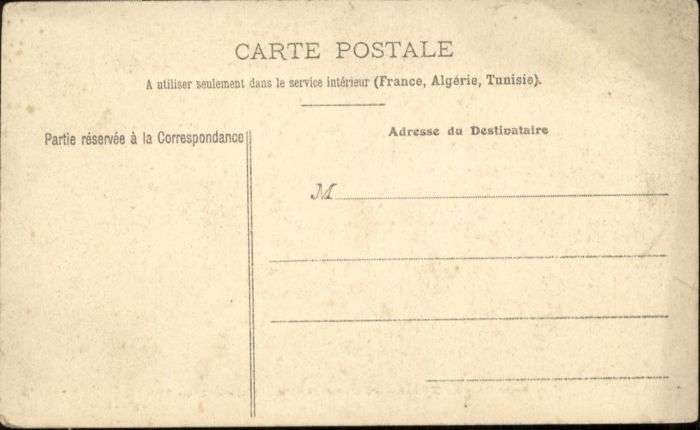 CARTE POSTALE
A utiliser seulement dans le service intérieur (France, Algérie, Tunisie).
Partie réservée à la Correspondance
Adresse du Destinataire
M